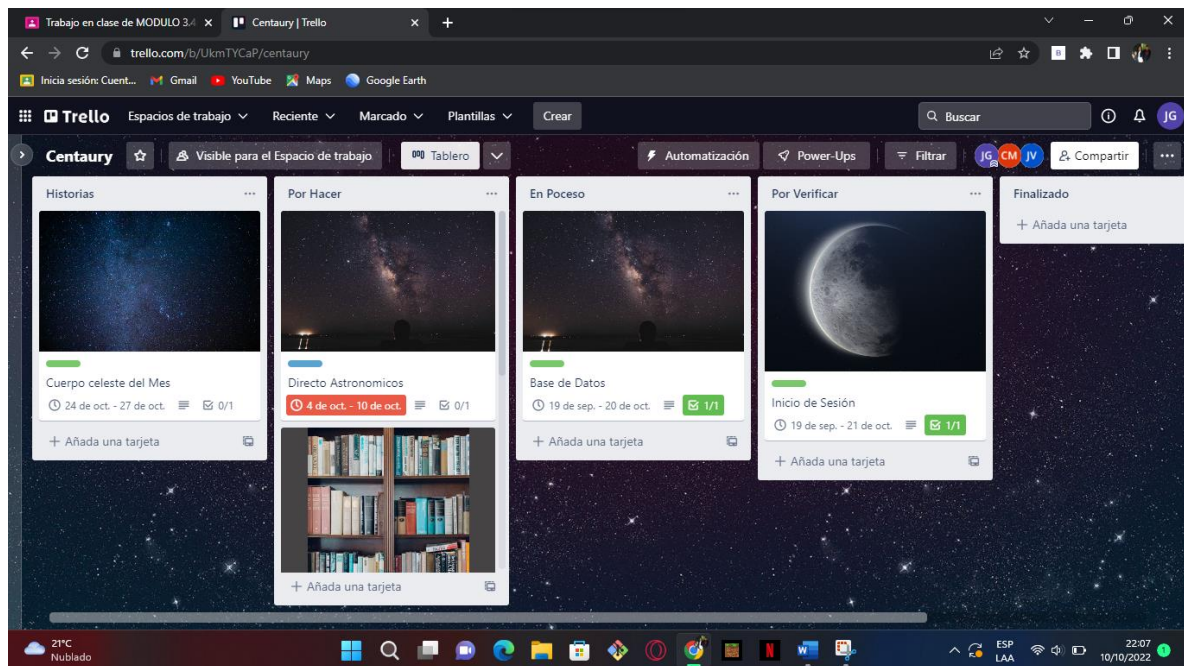 Trabajo en clase de MODULO 3.4
Centaury | Trello
trello.com/b/UkmTYCaP/centaury
Inicia sesión: Cuent... Gmail YouTube Maps Google Earth
Trello Espacios de trabajo Reciente Marcado Plantillas Crear Buscar JG
Centaury Visible para el Espacio de trabajo Tablero Automatización Power-Ups Filtrar JG CM JV Compartir
Historias
Cuerpo celeste del Mes
24 de oct. - 27 de oct. 0/1
+ Añada una tarjeta
Por Hacer
Directo Astronomicos
4 de oct. - 10 de oct. 0/1
+ Añada una tarjeta
En Poceso
Base de Datos
19 de sep. - 20 de oct. 1/1
+ Añada una tarjeta
Por Verificar
Inicio de Sesión
19 de sep. - 21 de oct. 1/1
+ Añada una tarjeta
Finalizado
+ Añada una tarjeta
21°C
Nublado
ESP
LAA
22:07
10/10/2022
1